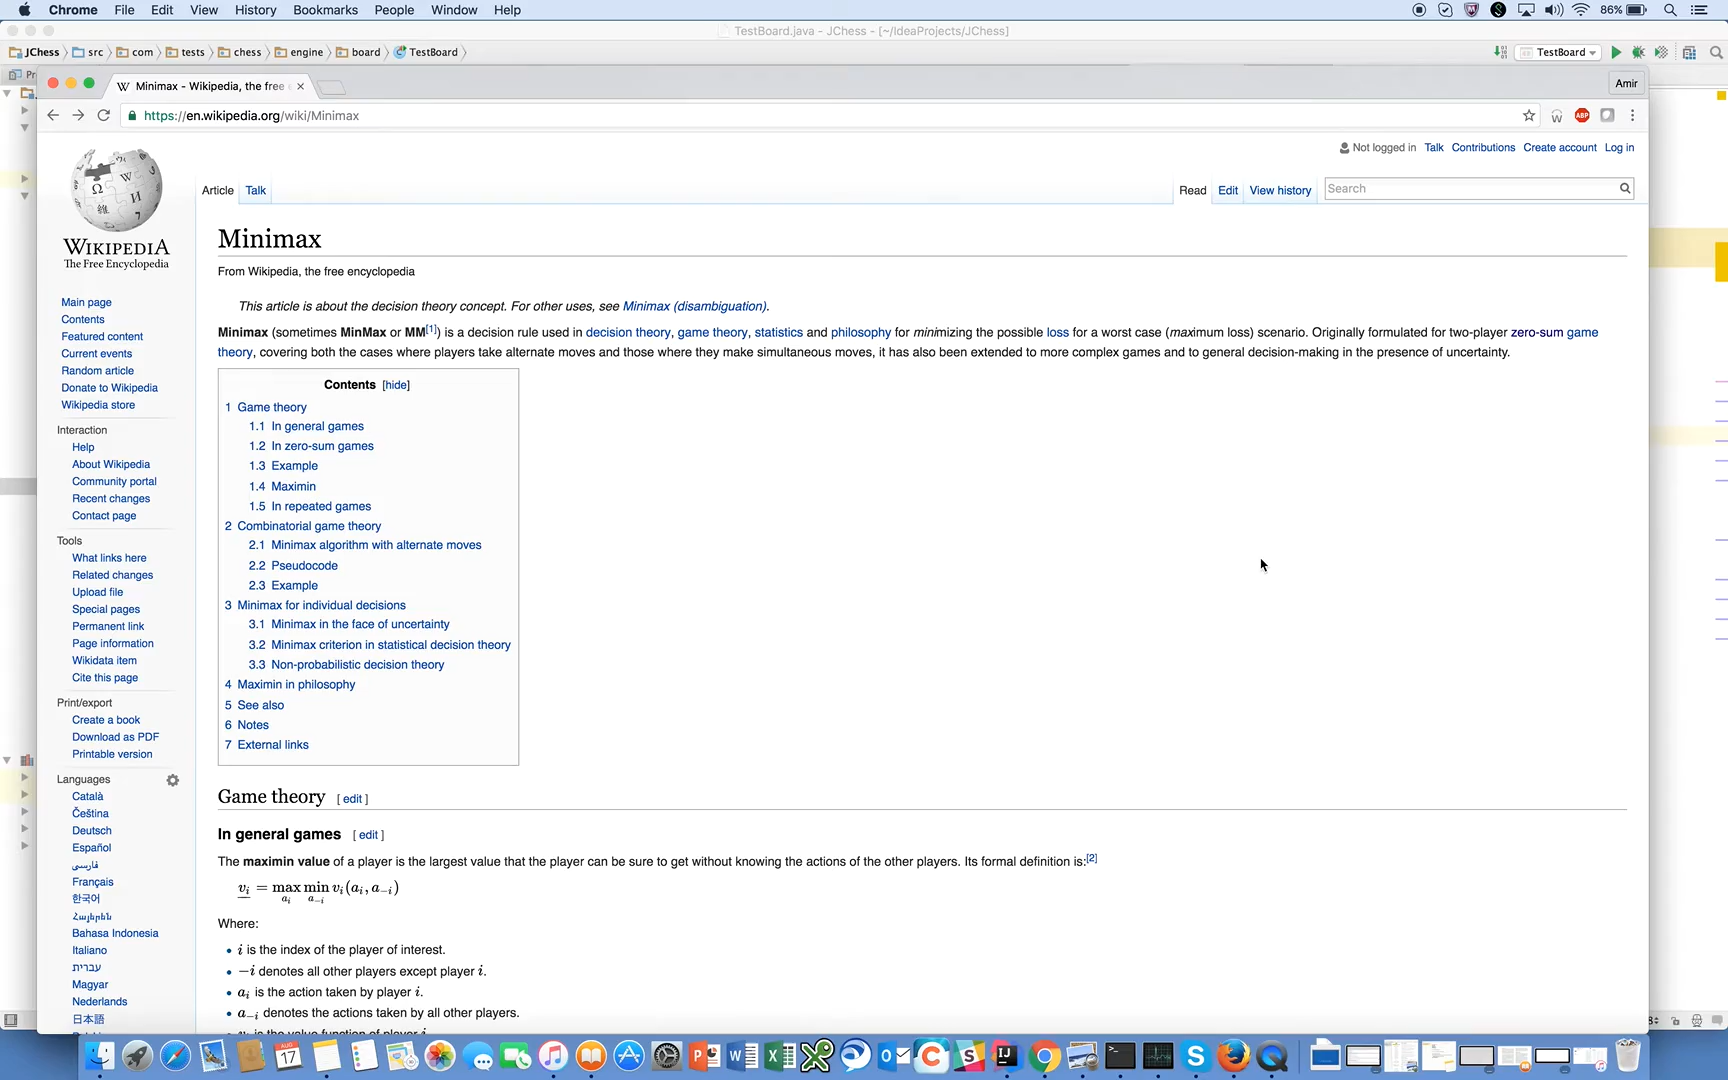 Chrome File Edit View History Bookmarks People Window Help 86%
TestBoard.java - JChess - [~/IdeaProjects/JChess]
JChess src com tests chess engine board TestBoard TestBoard
Minimax - Wikipedia, the free Amir
https://en.wikipedia.org/wiki/Minimax
Not logged in Talk Contributions Create account Log in
Article Talk Read Edit View history Search
WIKIPEDIA
The Free Encyclopedia
Main page
Contents
Featured content
Current events
Random article
Donate to Wikipedia
Wikipedia store
Interaction
Help
About Wikipedia
Community portal
Recent changes
Contact page
Tools
What links here
Related changes
Upload file
Special pages
Permanent link
Page information
Wikidata item
Cite this page
Print/export
Create a book
Download as PDF
Printable version
Languages
Català
Čeština
Deutsch
Español
فارسی
Français
한국어
Հայերեն
Bahasa Indonesia
Italiano
עברית
Magyar
Nederlands
日本語
Minimax
From Wikipedia, the free encyclopedia
This article is about the decision theory concept. For other uses, see Minimax (disambiguation).
Minimax (sometimes MinMax or MM[1]) is a decision rule used in decision theory, game theory, statistics and philosophy for minimizing the possible loss for a worst case (maximum loss) scenario. Originally formulated for two-player zero-sum game
theory, covering both the cases where players take alternate moves and those where they make simultaneous moves, it has also been extended to more complex games and to general decision-making in the presence of uncertainty.
Contents [hide]
1 Game theory
1.1 In general games
1.2 In zero-sum games
1.3 Example
1.4 Maximin
1.5 In repeated games
2 Combinatorial game theory
2.1 Minimax algorithm with alternate moves
2.2 Pseudocode
2.3 Example
3 Minimax for individual decisions
3.1 Minimax in the face of uncertainty
3.2 Minimax criterion in statistical decision theory
3.3 Non-probabilistic decision theory
4 Maximin in philosophy
5 See also
6 Notes
7 External links
Game theory [ edit ]
In general games [ edit ]
The maximin value of a player is the largest value that the player can be sure to get without knowing the actions of the other players. Its formal definition is:[2]
v_i = max_{a_i} min_{a_{-i}} v_i(a_i, a_{-i})
Where:
• i is the index of the player of interest.
• −i denotes all other players except player i.
• a_i is the action taken by player i.
• a_{−i} denotes the actions taken by all other players.
• v_i is the value function of player i.
AUG
17